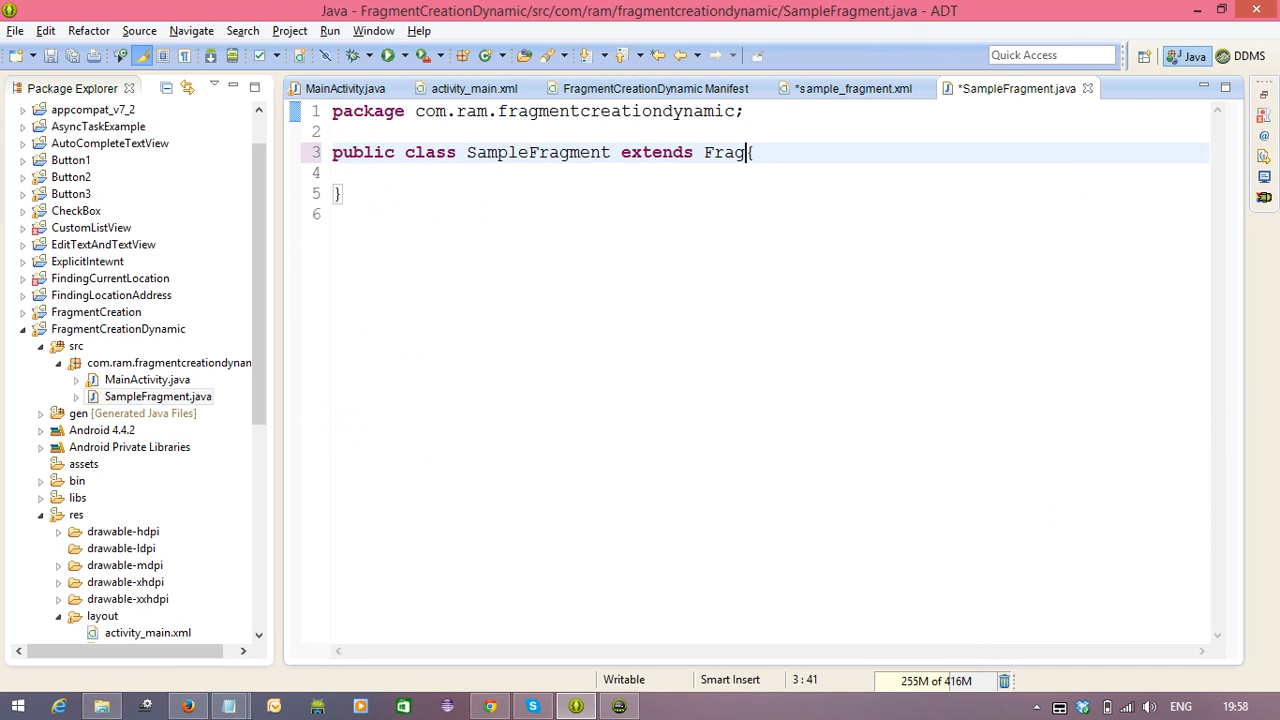 Java - FragmentCreationDynamic/src/com/ram/fragmentcreationdynamic/SampleFragment.java - ADT
File Edit Refactor Source Navigate Search Project Run Window Help
Quick Access
Java
DDMS
Package Explorer
MainActivity.java
activity_main.xml
FragmentCreationDynamic Manifest
*sample_fragment.xml
*SampleFragment.java
appcompat_v7_2
AsyncTaskExample
AutoCompleteTextView
Button1
Button2
Button3
CheckBox
CustomListView
EditTextAndTextView
ExplicitIntewnt
FindingCurrentLocation
FindingLocationAddress
FragmentCreation
FragmentCreationDynamic
src
com.ram.fragmentcreationdynan
MainActivity.java
SampleFragment.java
gen [Generated Java Files]
Android 4.4.2
Android Private Libraries
assets
bin
libs
res
drawable-hdpi
drawable-ldpi
drawable-mdpi
drawable-xhdpi
drawable-xxhdpi
layout
activity_main.xml
1 package com.ram.fragmentcreationdynamic;
2
3 public class SampleFragment extends Frag{
4
5 }
6
Writable
Smart Insert
3 : 41
255M of 416M
ENG
19:58